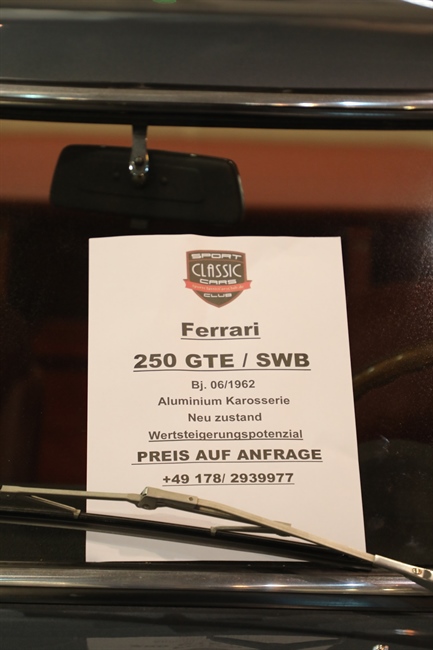 SPORT
CLASSIC
CARS
CLUB
Ferrari
250 GTE / SWB
Bj. 06/1962
Aluminium Karosserie
Neu zustand
Wertsteigerungspotenzial
PREIS AUF ANFRAGE
+49 178/ 2939977